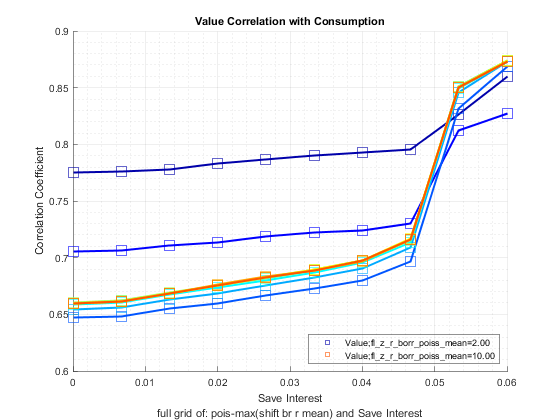 Value Correlation with Consumption
0.9
0.85
0.8
0.75
0.7
0.65
0.6
Correlation Coefficient
0
0.01
0.02
0.03
0.04
0.05
0.06
Value;fl_z_r_borr_poiss_mean=2.00
Value;fl_z_r_borr_poiss_mean=10.00
Save Interest
full grid of: pois-max(shift br r mean) and Save Interest